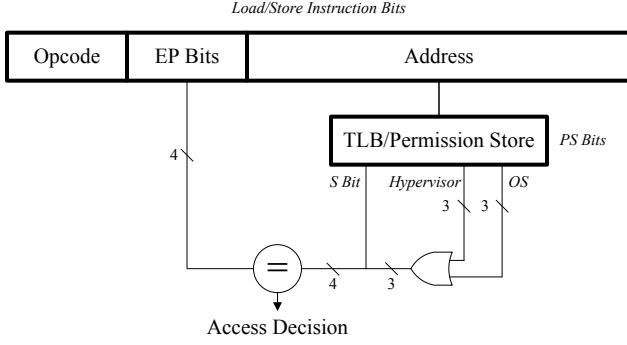 Load/Store Instruction Bits
Opcode EP Bits Address
TLB/Permission Store PS Bits
S Bit Hypervisor OS
4
3 3
=
4 3
Access Decision